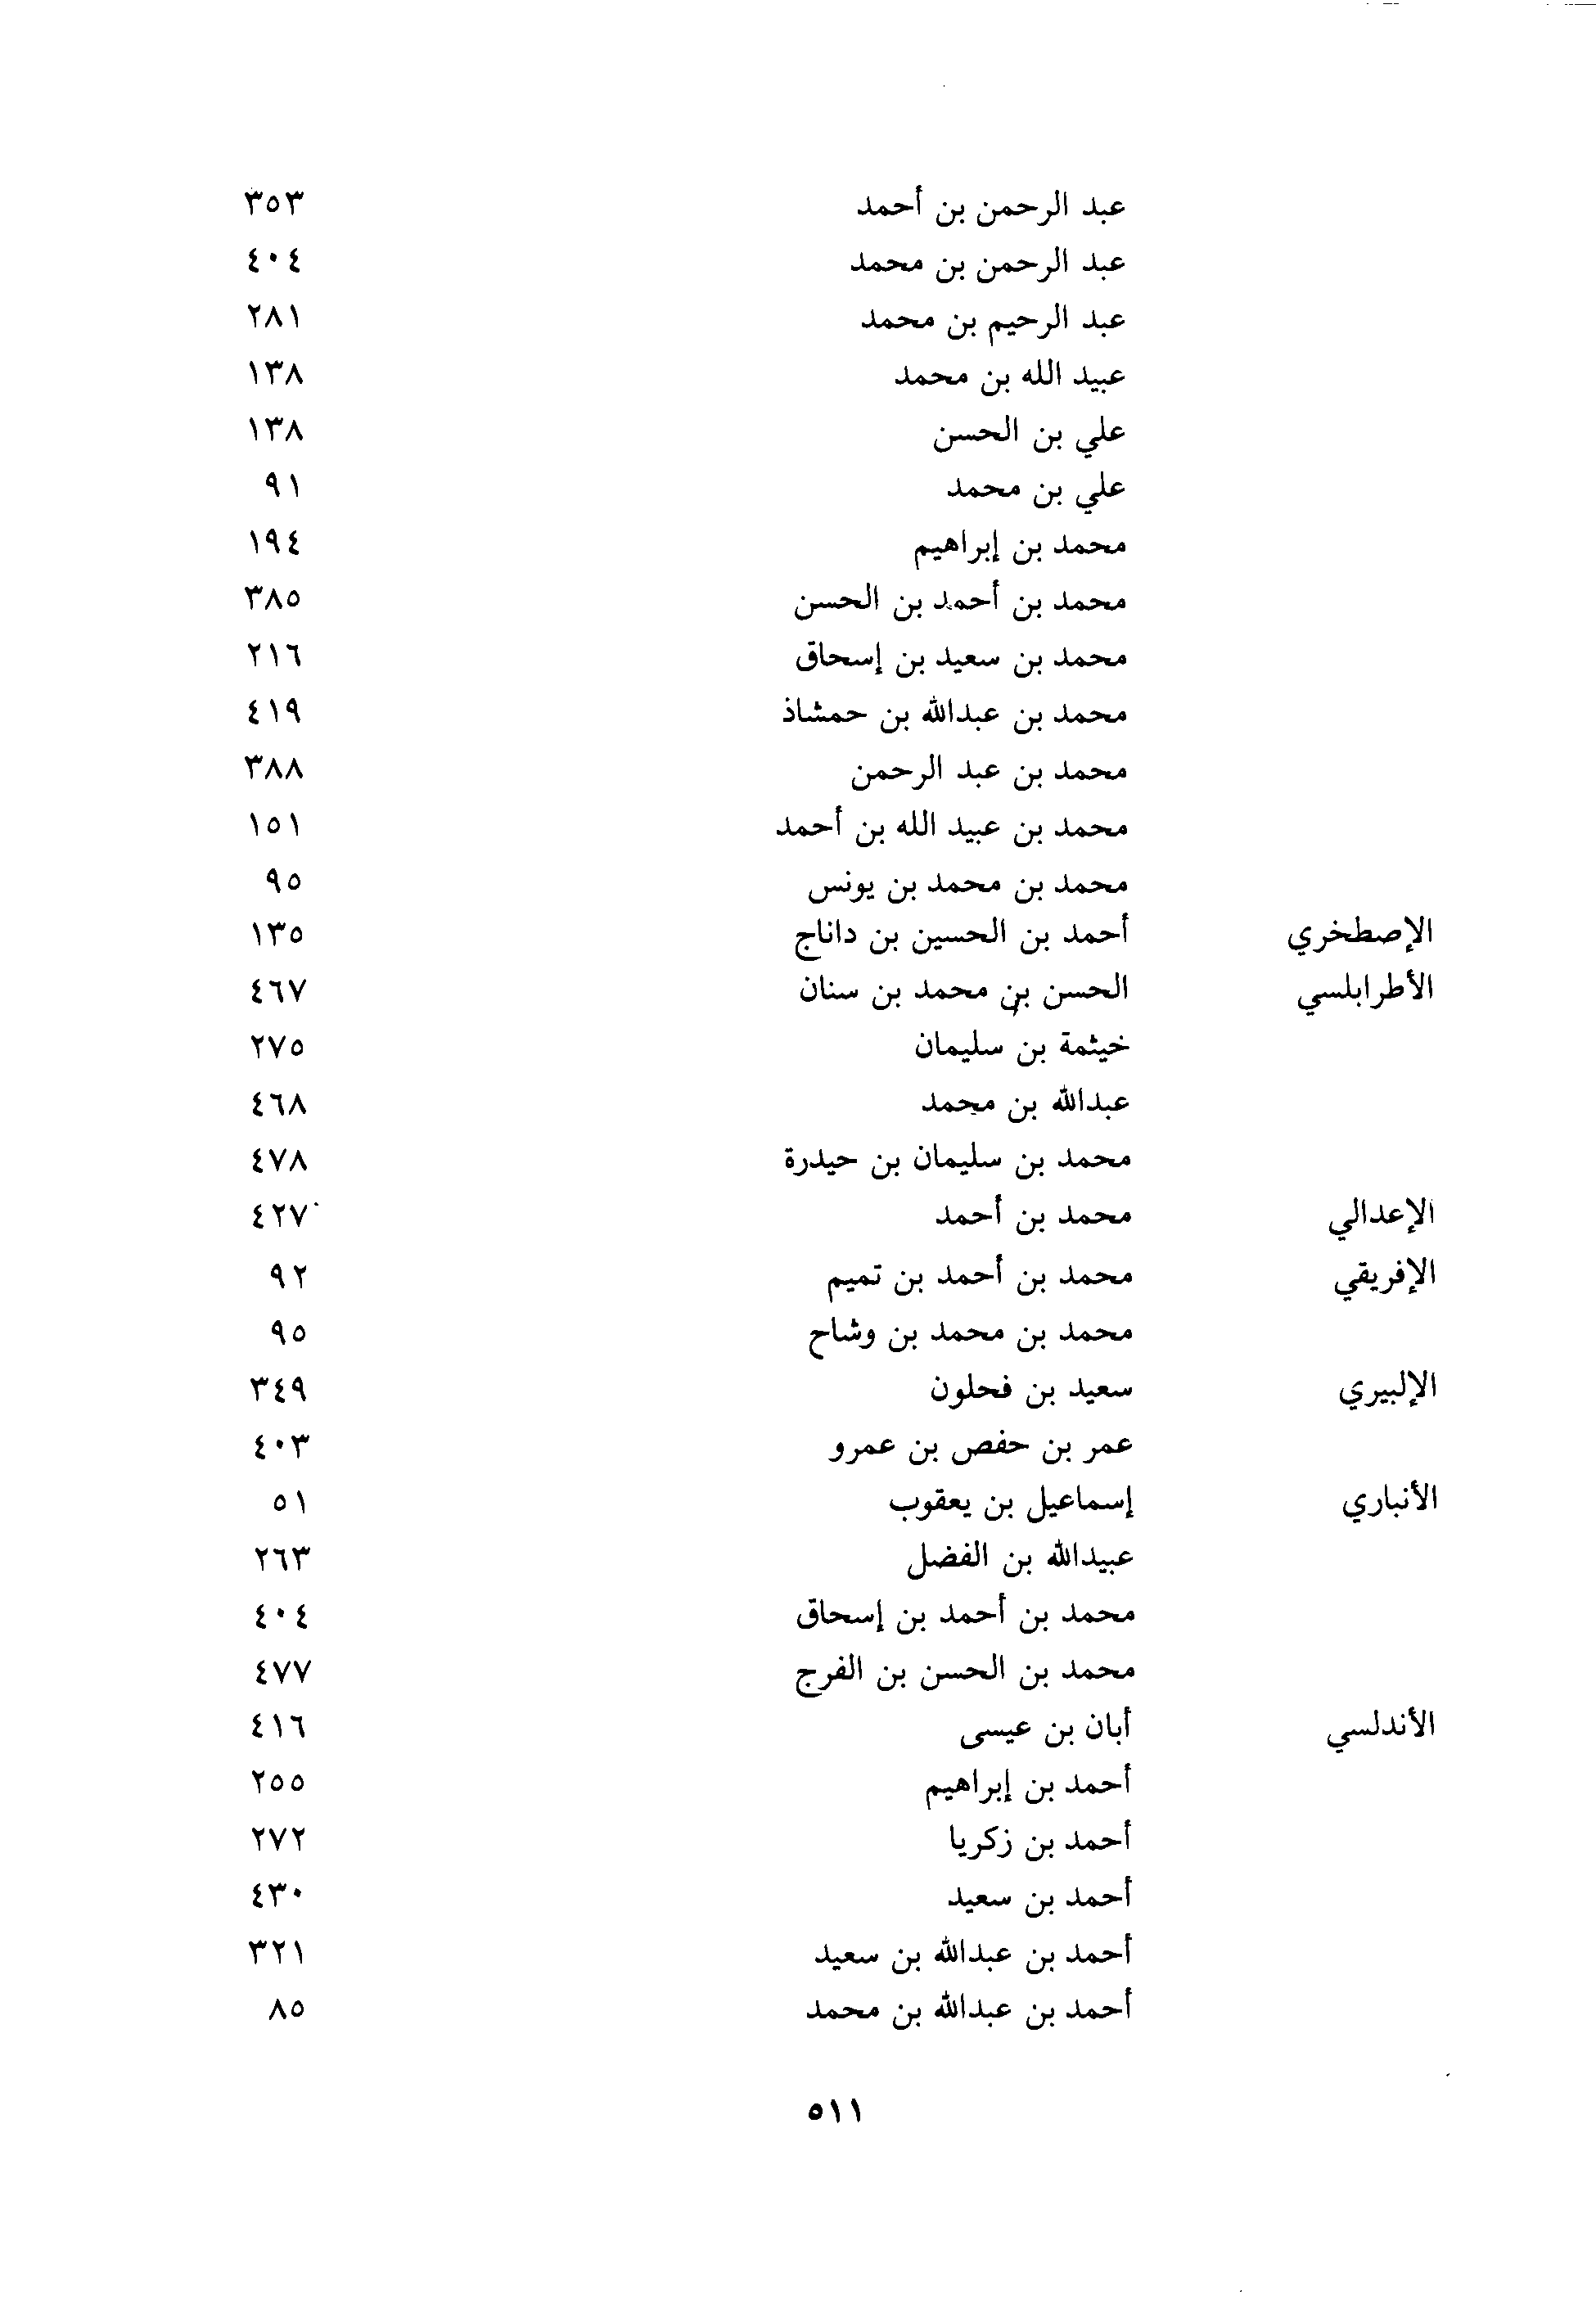 عبد الرحمن بن أحمد ٣٥٣
عبد الرحمن بن محمد ٤٠٤
عبد الرحيم بن محمد ٢٨١
عبيد الله بن محمد ١٣٨
علي بن الحسن ١٣٨
علي بن محمد ٩١
محمد بن إبراهيم ١٩٤
محمد بن أحمد بن الحسن ٣٨٥
محمد بن سعيد بن إسحاق ٢١٦
محمد بن عبدالله بن حمشاذ ٤١٩
محمد بن عبد الرحمن ٣٨٨
محمد بن عبيد الله بن أحمد ١٥١
محمد بن محمد بن يونس ٩٥
الإصطخري أحمد بن الحسين بن داناج ١٣٥
الأطرابلسي الحسن بن محمد بن سنان ٤٦٧
خيثمة بن سليمان ٢٧٥
عبدالله بن محمد ٤٦٨
محمد بن سليمان بن حيدرة ٤٧٨
الإعدالي محمد بن أحمد ٤٢٧
الإفريقي محمد بن أحمد بن تميم ٩٢
محمد بن محمد بن وشاح ٩٥
الإلبيري سعيد بن فحلون ٣٤٩
عمر بن حفص بن عمرو ٤٠٣
الأنباري إسماعيل بن يعقوب ٥١
عبيدالله بن الفضل ٢٦٣
محمد بن أحمد بن إسحاق ٤٠٤
محمد بن الحسن بن الفرج ٤٧٧
الأندلسي أبان بن عيسى ٤١٦
أحمد بن إبراهيم ٢٥٥
أحمد بن زكريا ٢٧٢
أحمد بن سعيد ٤٣٠
أحمد بن عبدالله بن سعيد ٣٢١
أحمد بن عبدالله بن محمد ٨٥
٥١١